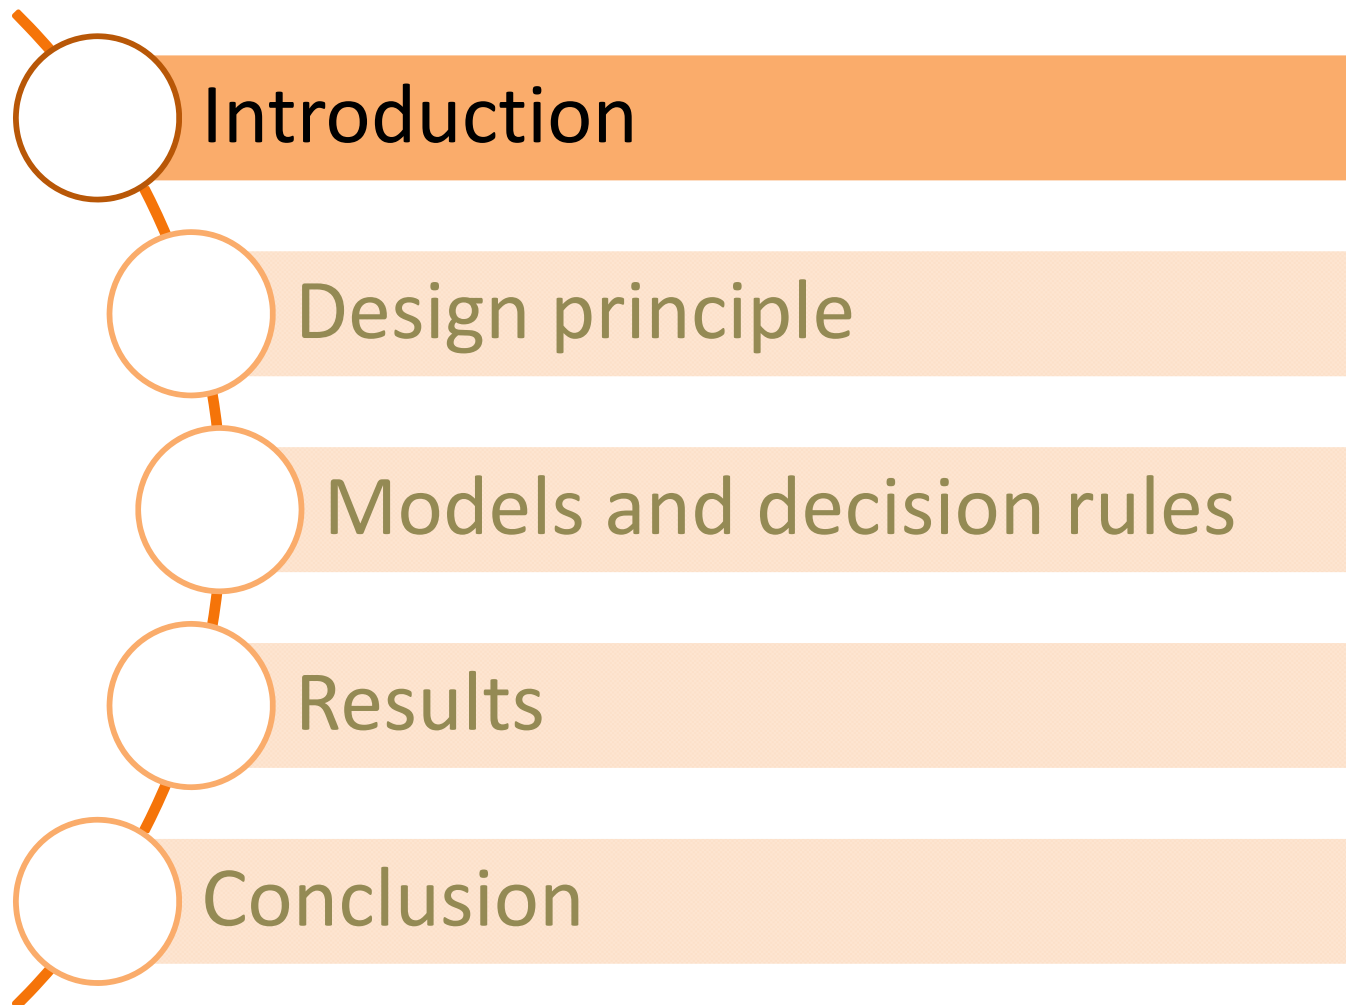 Introduction
Design principle
Models and decision rules
Results
Conclusion